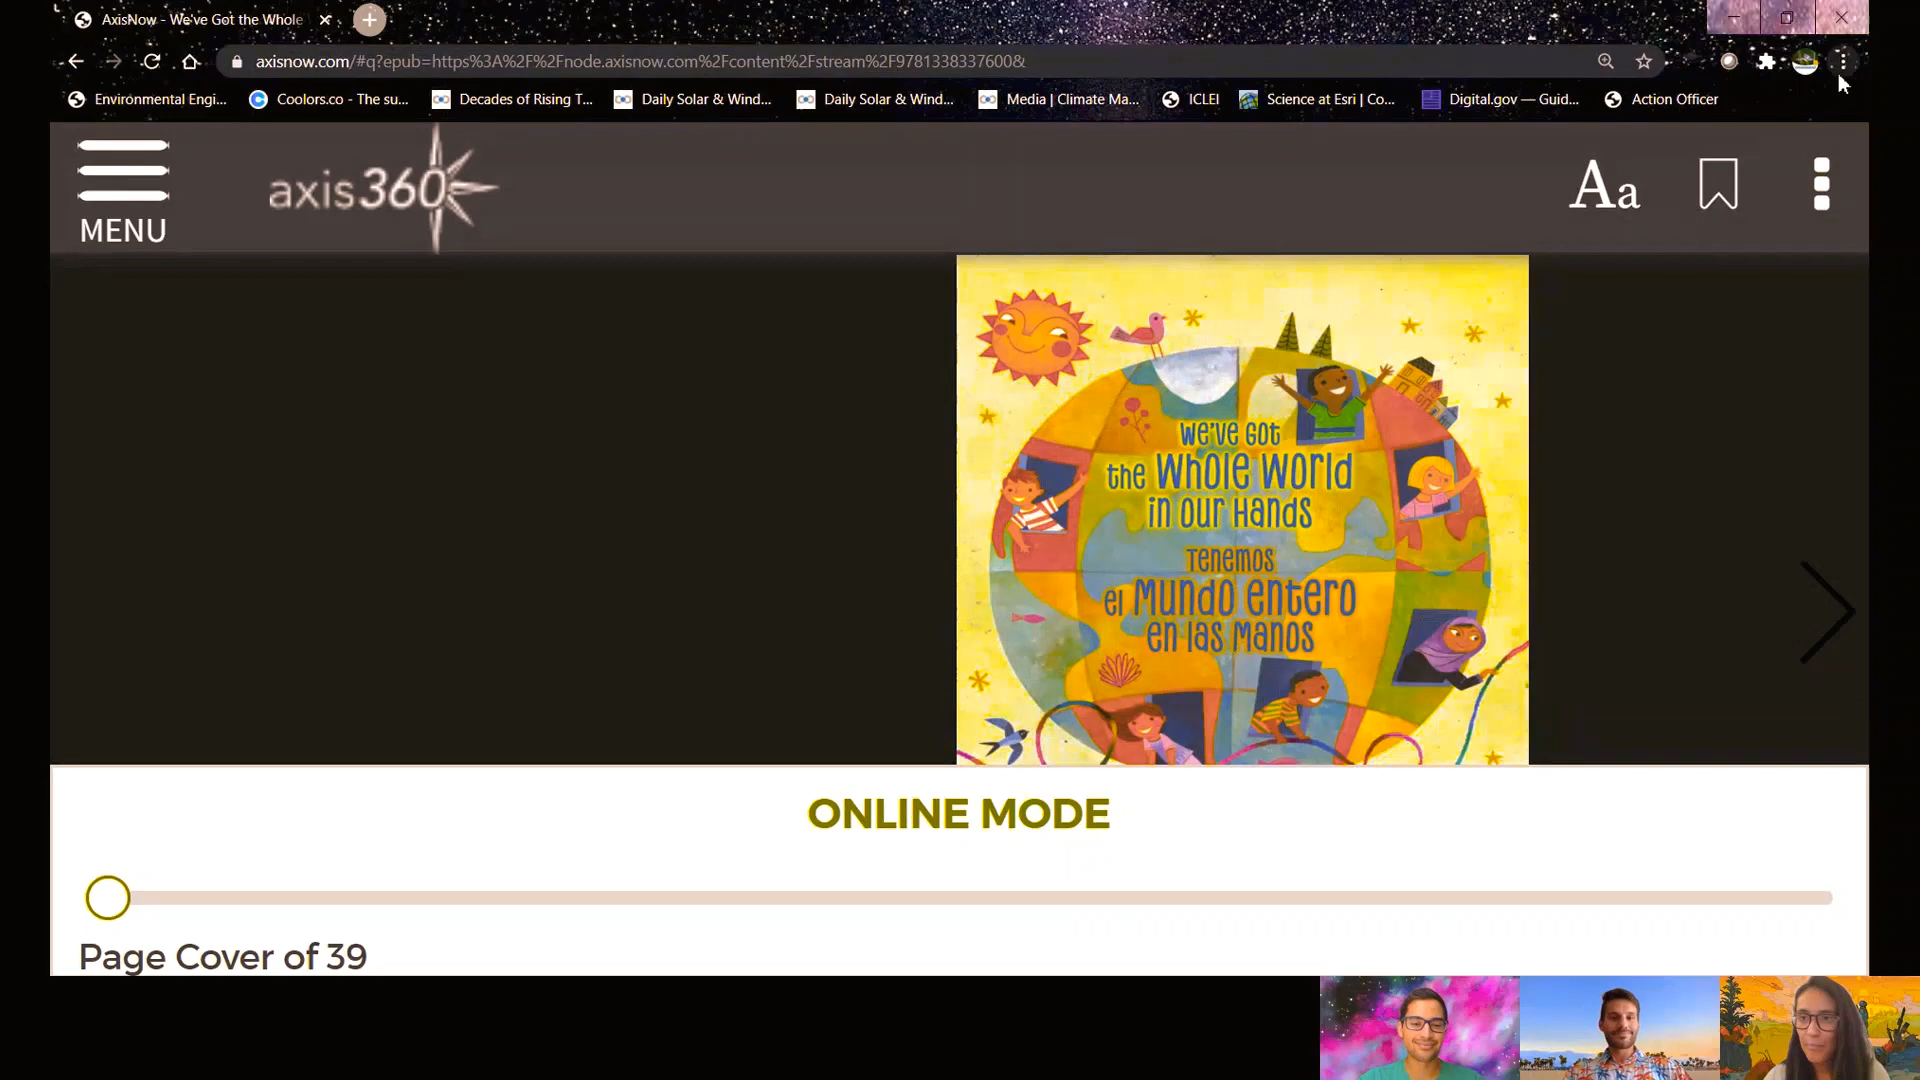 AxisNow - We've Got the Whole
axisnow.com/#q?epub=https%3A%2F%2Fnode.axisnow.com%2Fcontent%2Fstream%2F9781338337600&
Environmental Engi... Coolors.co - The su... Decades of Rising T... Daily Solar & Wind... Daily Solar & Wind... Media | Climate Ma... ICLEI Science at Esri | Co... Digital.gov — Guid... Action Officer
MENU
axis360
Aa
We've Got
the Whole World
in Our Hands
Tenemos
el Mundo entero
en las Manos
ONLINE MODE
Page Cover of 39